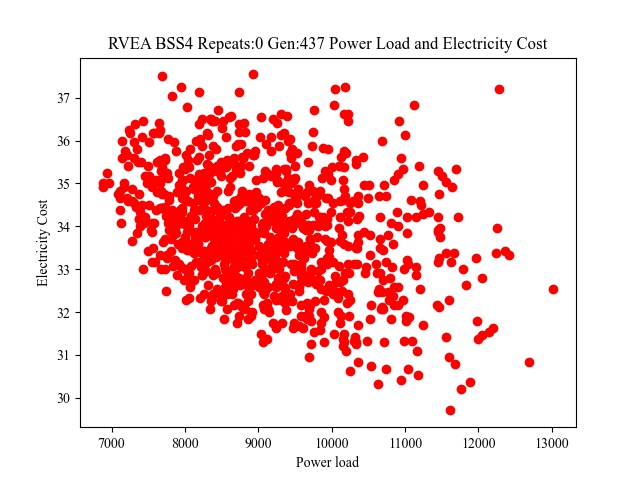 RVEA BSS4 Repeats:0 Gen:437 Power Load and Electricity Cost
Electricity Cost
37
36
35
34
33
32
31
30
7000 8000 9000 10000 11000 12000 13000
Power load